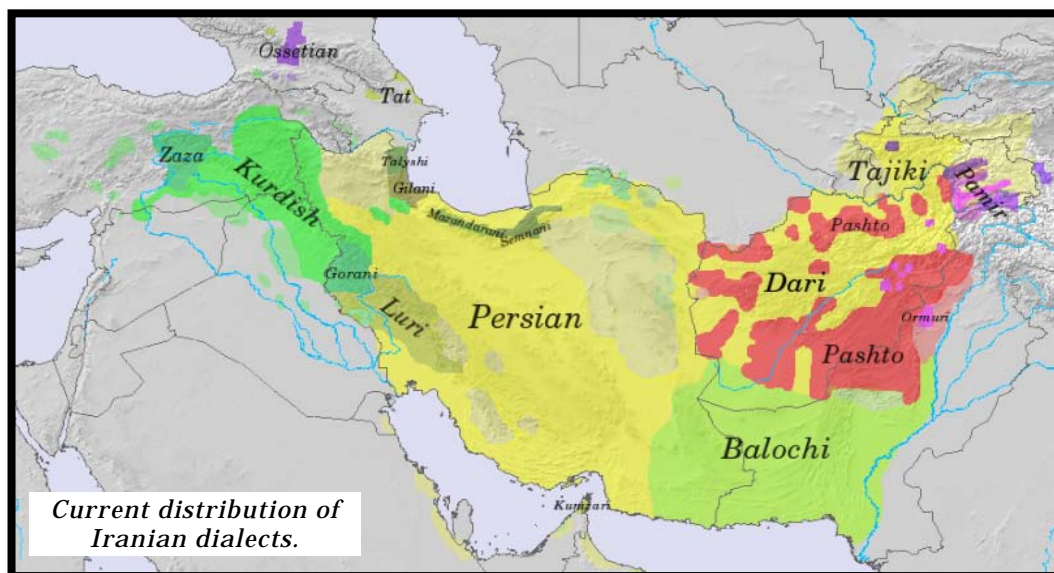 Ossetian
Tat
Zaza
Kurdish
Talyshi
Gilani
Mazandarani
Semnani
Tajiki
Pamir
Pashto
Gorani
Luri
Persian
Dari
Ormuri
Pashto
Balochi
Kumzari
Current distribution of
Iranian dialects.